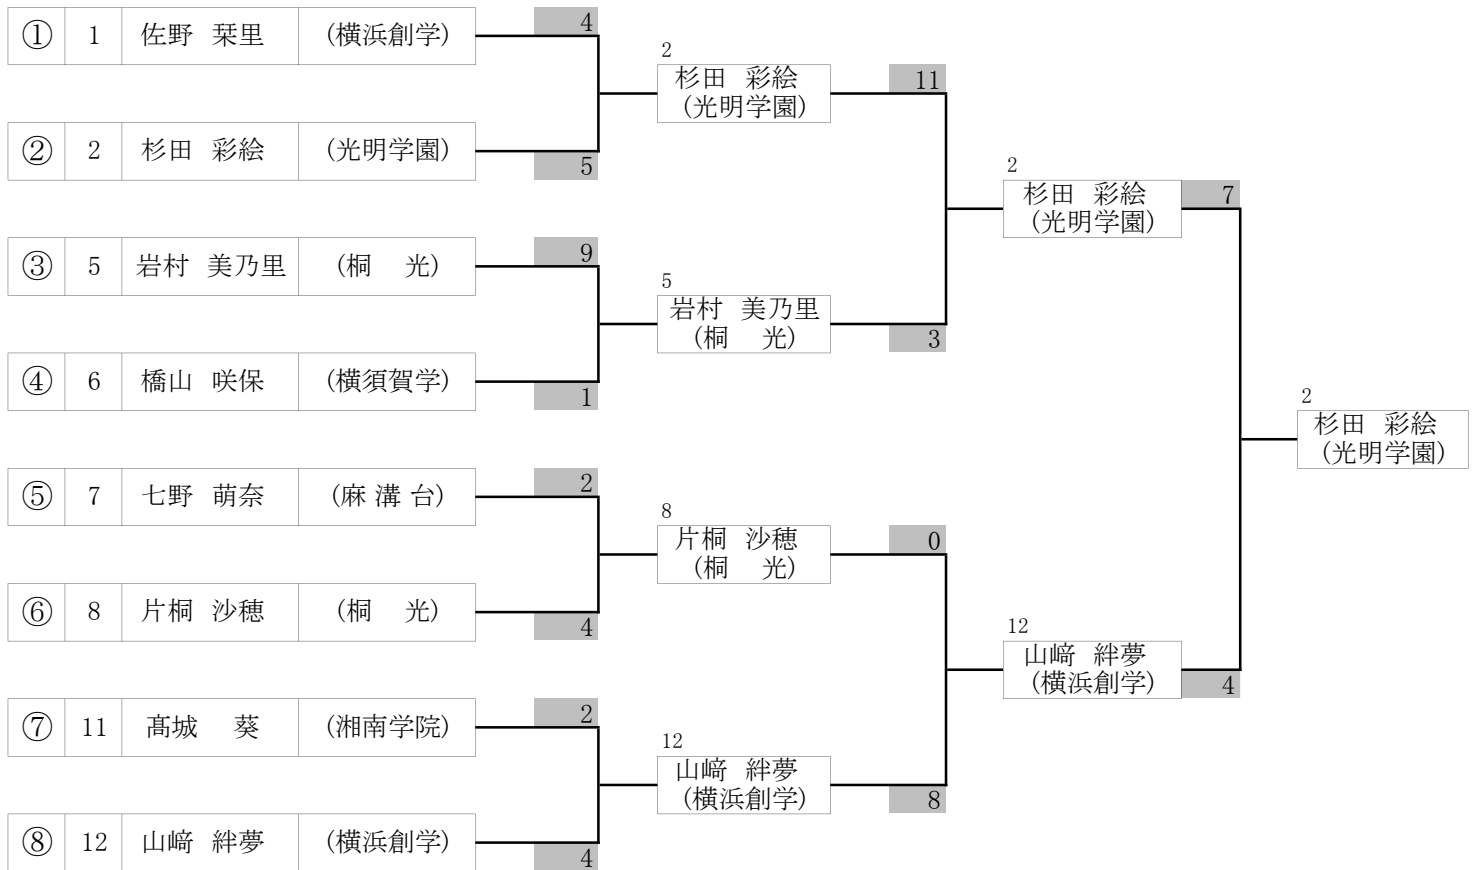 ① 1 佐野 栞里 (横浜創学)
4
② 2 杉田 彩絵 (光明学園)
5
③ 5 岩村 美乃里 (桐 光)
9
④ 6 橋山 咲保 (横須賀学)
1
⑤ 7 七野 萌奈 (麻 溝 台)
2
⑥ 8 片桐 沙穂 (桐 光)
4
⑦ 11 髙城 葵 (湘南学院)
2
⑧ 12 山﨑 絆夢 (横浜創学)
4
2
杉田 彩絵
(光明学園)
11
5
岩村 美乃里
(桐 光)
3
8
片桐 沙穂
(桐 光)
0
12
山﨑 絆夢
(横浜創学)
8
2
杉田 彩絵
(光明学園)
7
12
山﨑 絆夢
(横浜創学)
4
2
杉田 彩絵
(光明学園)